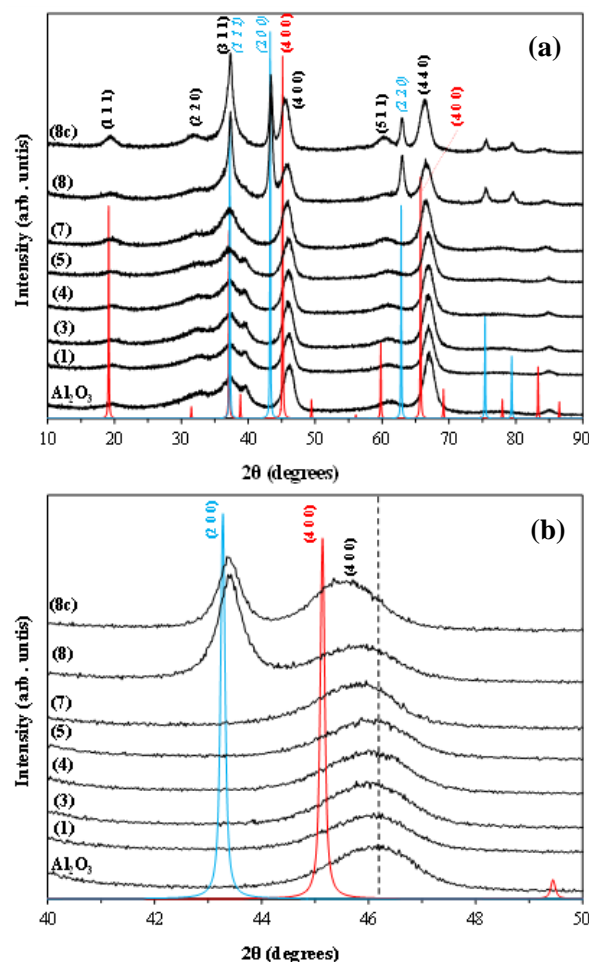 (a)
(1 1 1)
(2 2 0)
(3 1 1)
(1 1 1)
(2 0 0)
(4 0 0)
(4 0 0)
(5 1 1)
(2 2 0)
(4 4 0)
(4 0 0)
(8c)
(8)
(7)
(5)
(4)
(3)
(1)
Al2O3
Intensity (arb. untis)
10 20 30 40 50 60 70 80 90
2θ (degrees)
(b)
(2 0 0)
(4 0 0)
(4 0 0)
(8c)
(8)
(7)
(5)
(4)
(3)
(1)
Al2O3
Intensity (arb. untis)
40 42 44 46 48 50
2θ (degrees)